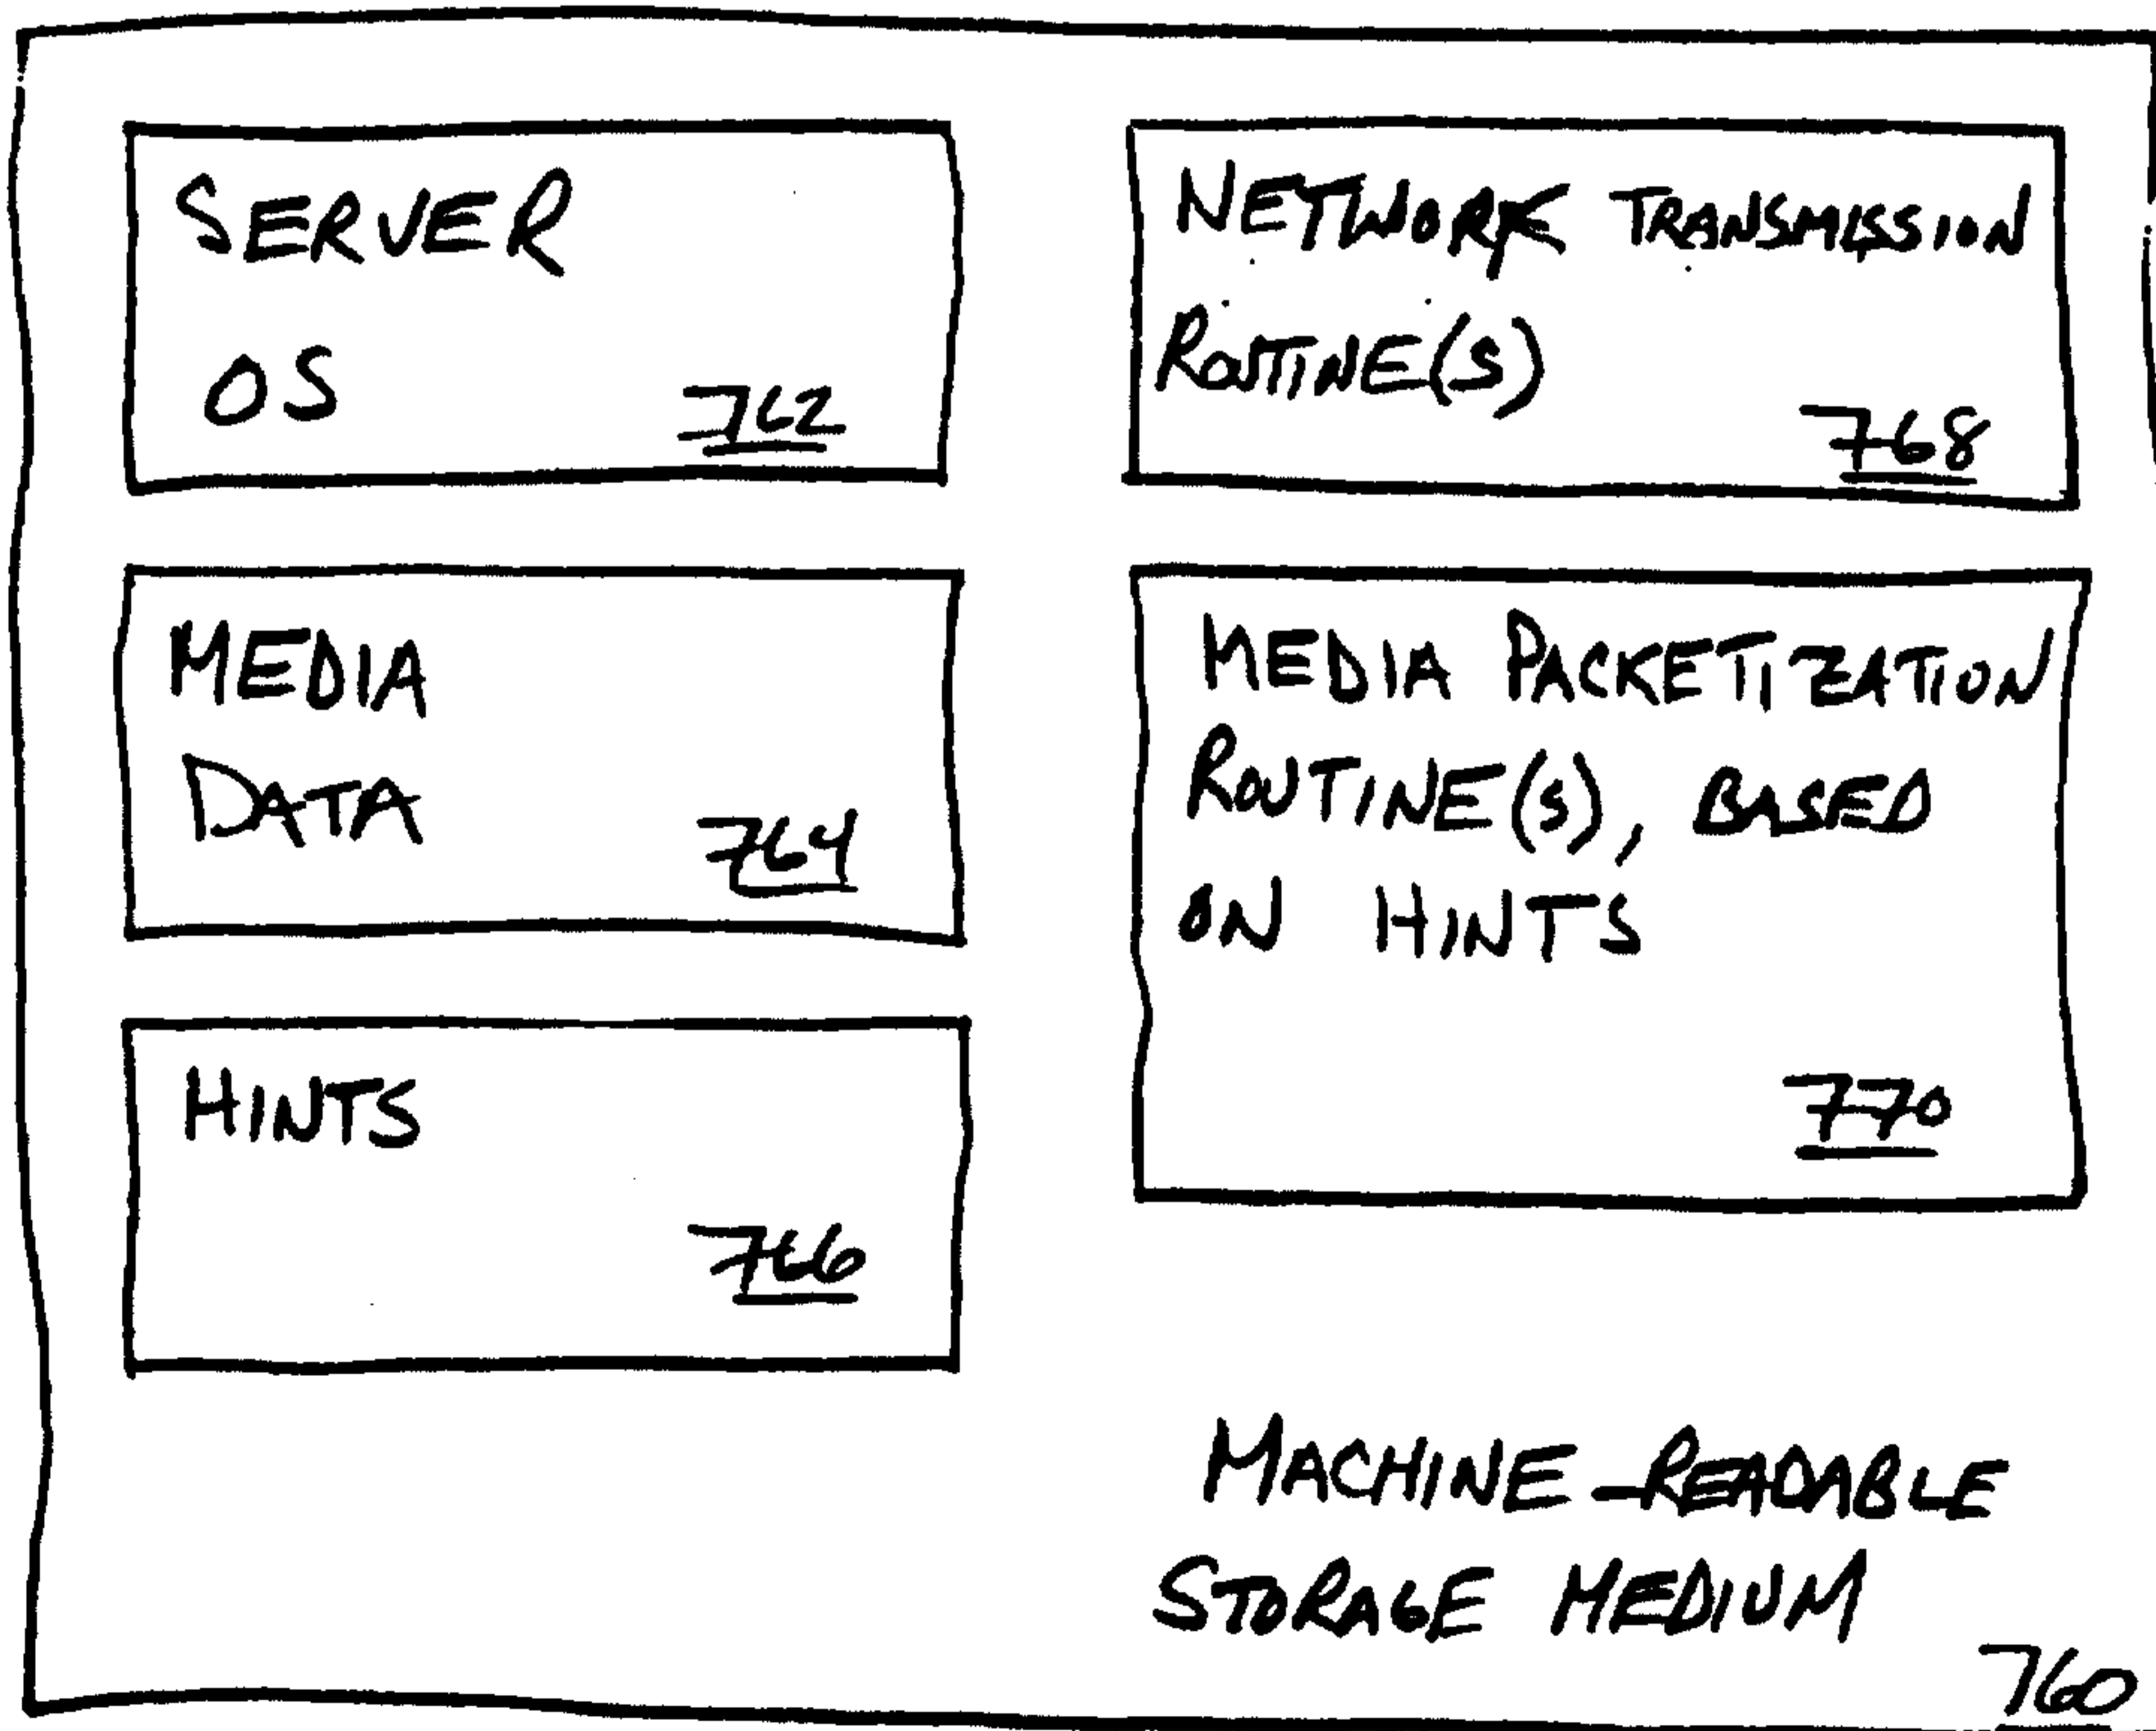 SERVER
OS
762
NETWORK TRANSMISSION
ROUTINE(S)
768
MEDIA
DATA
764
MEDIA PACKETIZATION
ROUTINE(S), BASED
ON HINTS
770
HINTS
766
MACHINE-READABLE
STORAGE MEDIUM
760